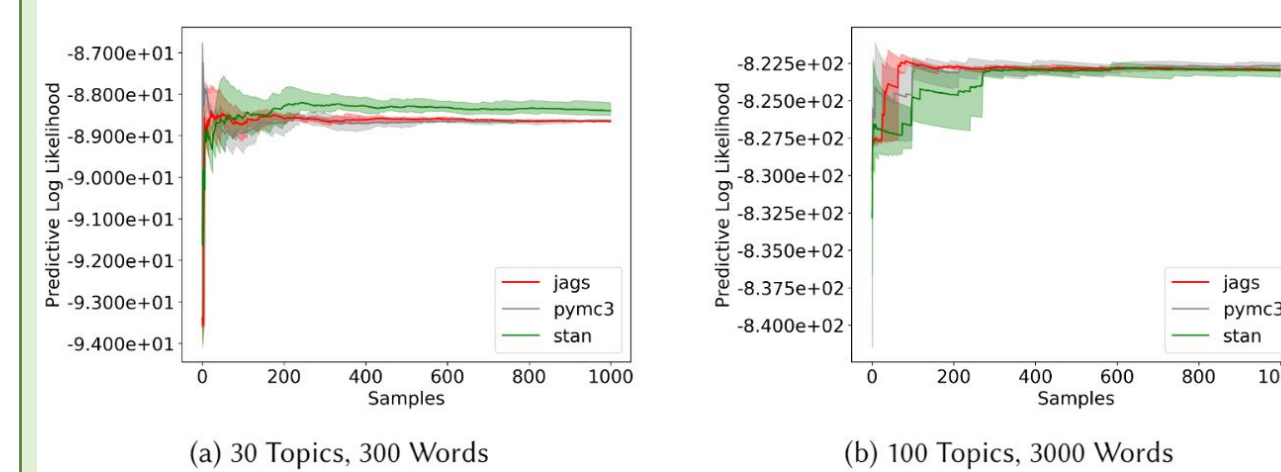 Predictive Log Likelihood
-8.700e+01
-8.800e+01
-8.900e+01
-9.000e+01
-9.100e+01
-9.200e+01
-9.300e+01
-9.400e+01
jags
pymc3
stan
0 200 400 600 800 1000
Samples
(a) 30 Topics, 300 Words
Predictive Log Likelihood
-8.225e+02
-8.250e+02
-8.275e+02
-8.300e+02
-8.325e+02
-8.350e+02
-8.375e+02
-8.400e+02
jags
pymc3
stan
0 200 400 600 800 10
Samples
(b) 100 Topics, 3000 Words